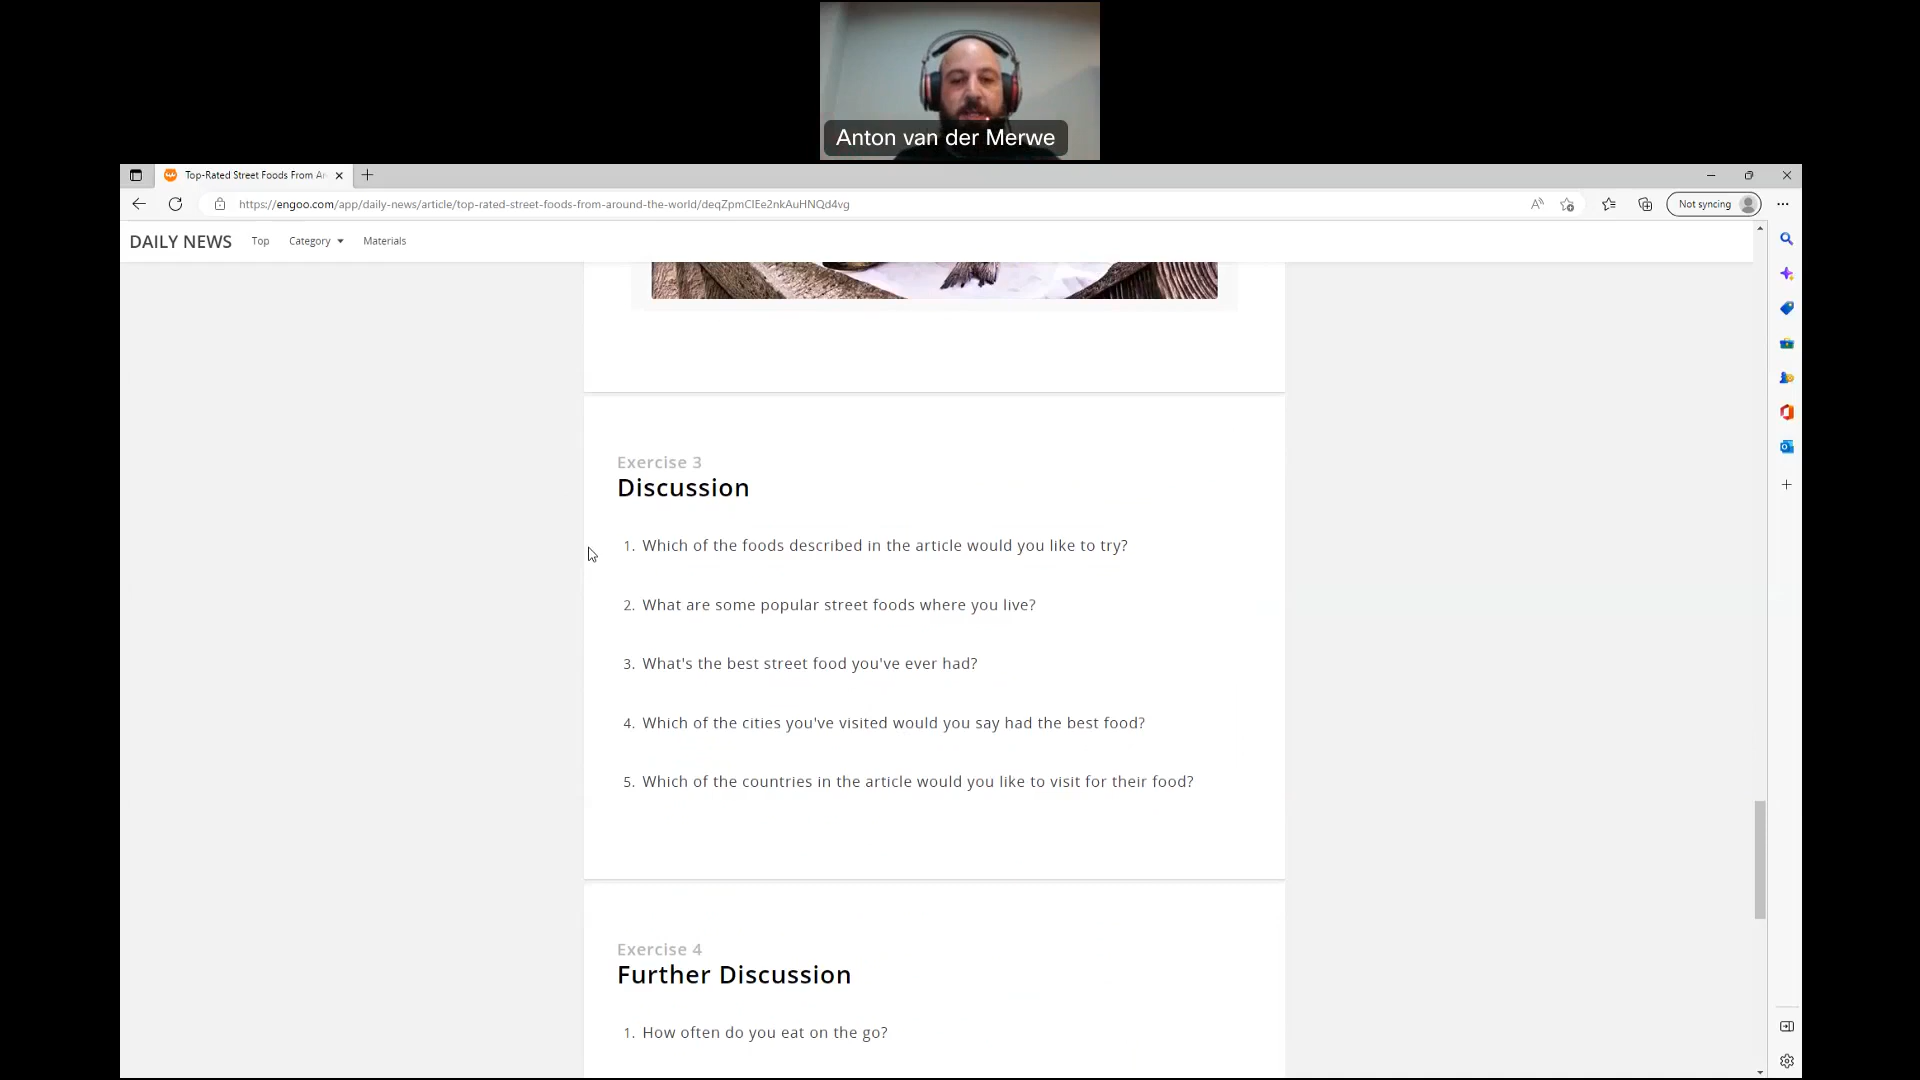 Anton van der Merwe
Top-Rated Street Foods From Ar
Not syncing
https://engoo.com/app/daily-news/article/top-rated-street-foods-from-around-the-world/deqZpmCIEe2nkAuHNQd4vg
DAILY NEWS Top Category Materials
Exercise 3
Discussion
1. Which of the foods described in the article would you like to try?
2. What are some popular street foods where you live?
3. What's the best street food you've ever had?
4. Which of the cities you've visited would you say had the best food?
5. Which of the countries in the article would you like to visit for their food?
Exercise 4
Further Discussion
1. How often do you eat on the go?